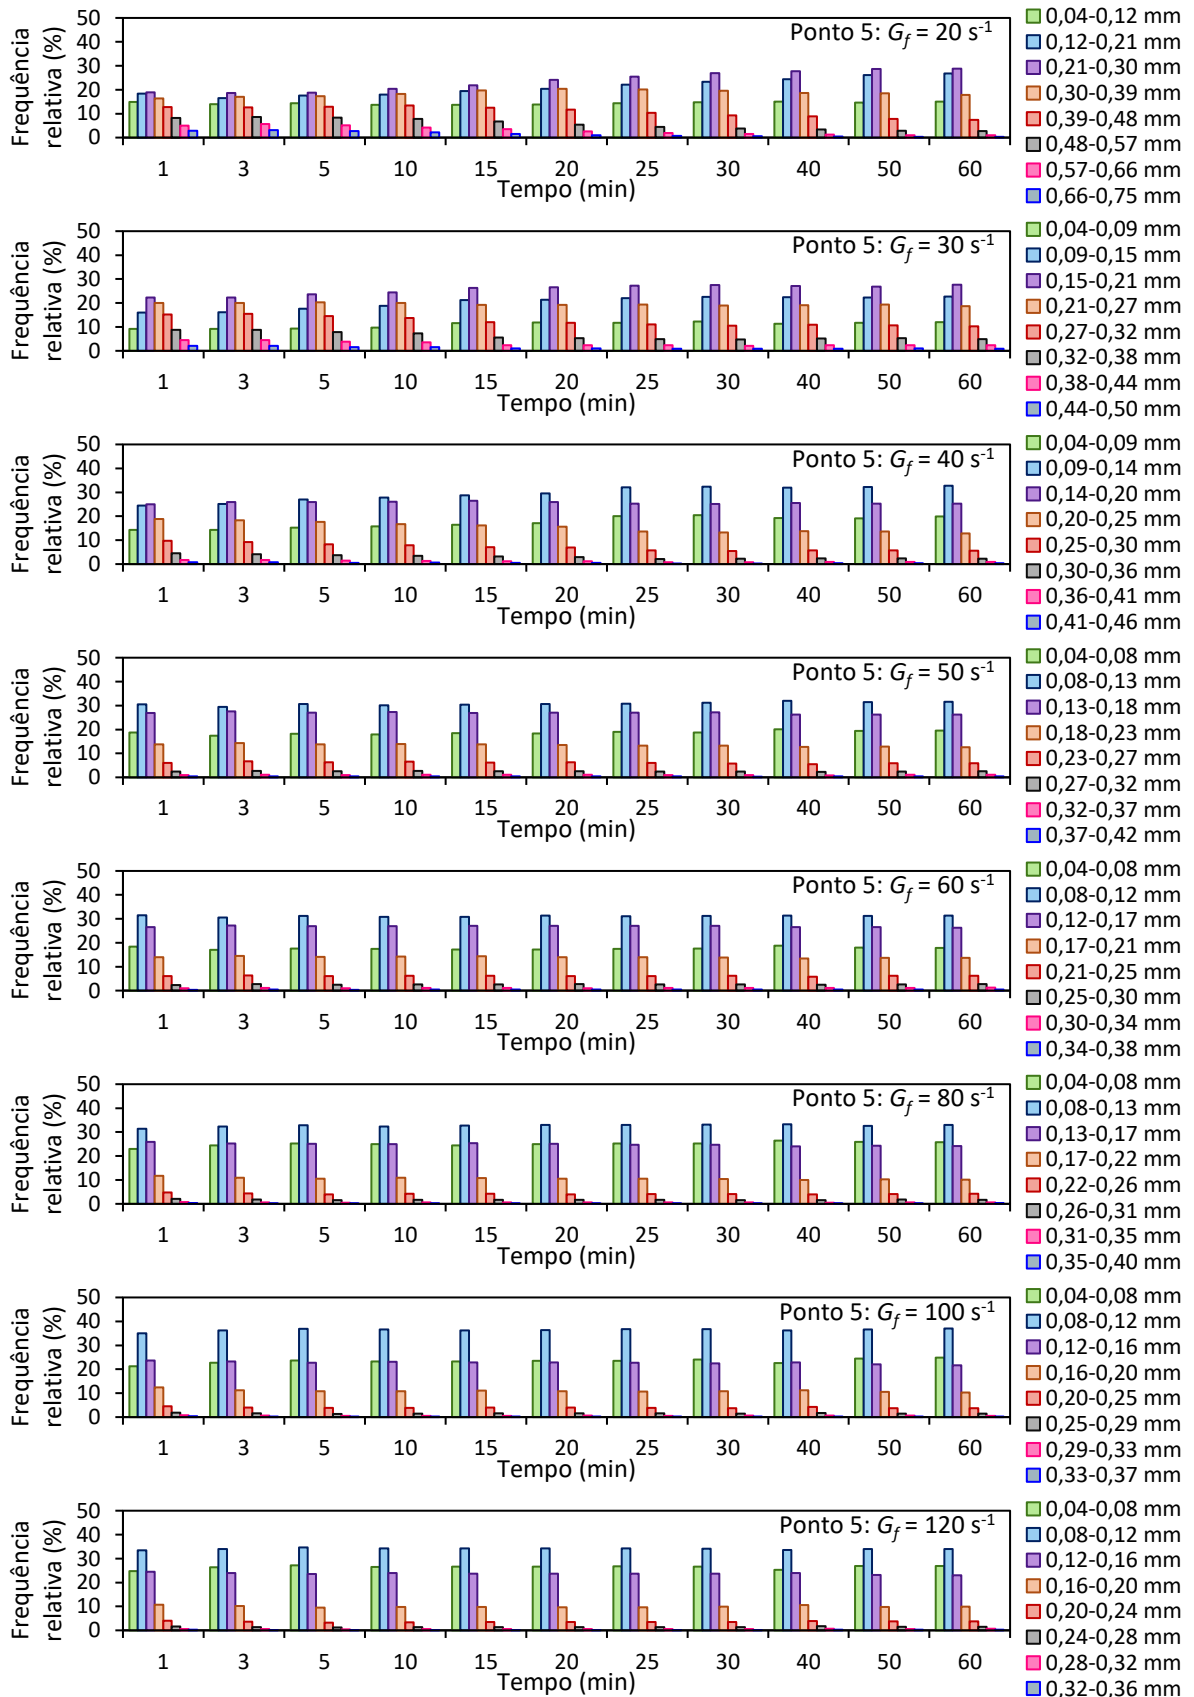 Frequência
relativa (%)
50
40
30
20
10
0
Ponto 5: Gf = 20 s-1
1 3 5 10 15 20 25 30 40 50 60
Tempo (min)
0,04-0,12 mm
0,12-0,21 mm
0,21-0,30 mm
0,30-0,39 mm
0,39-0,48 mm
0,48-0,57 mm
0,57-0,66 mm
0,66-0,75 mm
Frequência
relativa (%)
50
40
30
20
10
0
Ponto 5: Gf = 30 s-1
1 3 5 10 15 20 25 30 40 50 60
Tempo (min)
0,04-0,09 mm
0,09-0,15 mm
0,15-0,21 mm
0,21-0,27 mm
0,27-0,32 mm
0,32-0,38 mm
0,38-0,44 mm
0,44-0,50 mm
Frequência
relativa (%)
50
40
30
20
10
0
Ponto 5: Gf = 40 s-1
1 3 5 10 15 20 25 30 40 50 60
Tempo (min)
0,04-0,09 mm
0,09-0,14 mm
0,14-0,20 mm
0,20-0,25 mm
0,25-0,30 mm
0,30-0,36 mm
0,36-0,41 mm
0,41-0,46 mm
Frequência
relativa (%)
50
40
30
20
10
0
Ponto 5: Gf = 50 s-1
1 3 5 10 15 20 25 30 40 50 60
Tempo (min)
0,04-0,08 mm
0,08-0,13 mm
0,13-0,18 mm
0,18-0,23 mm
0,23-0,27 mm
0,27-0,32 mm
0,32-0,37 mm
0,37-0,42 mm
Frequência
relativa (%)
50
40
30
20
10
0
Ponto 5: Gf = 60 s-1
1 3 5 10 15 20 25 30 40 50 60
Tempo (min)
0,04-0,08 mm
0,08-0,12 mm
0,12-0,17 mm
0,17-0,21 mm
0,21-0,25 mm
0,25-0,30 mm
0,30-0,34 mm
0,34-0,38 mm
Frequência
relativa (%)
50
40
30
20
10
0
Ponto 5: Gf = 80 s-1
1 3 5 10 15 20 25 30 40 50 60
Tempo (min)
0,04-0,08 mm
0,08-0,13 mm
0,13-0,17 mm
0,17-0,22 mm
0,22-0,26 mm
0,26-0,31 mm
0,31-0,35 mm
0,35-0,40 mm
Frequência
relativa (%)
50
40
30
20
10
0
Ponto 5: Gf = 100 s-1
1 3 5 10 15 20 25 30 40 50 60
Tempo (min)
0,04-0,08 mm
0,08-0,12 mm
0,12-0,16 mm
0,16-0,20 mm
0,20-0,25 mm
0,25-0,29 mm
0,29-0,33 mm
0,33-0,37 mm
Frequência
relativa (%)
50
40
30
20
10
0
Ponto 5: Gf = 120 s-1
1 3 5 10 15 20 25 30 40 50 60
Tempo (min)
0,04-0,08 mm
0,08-0,12 mm
0,12-0,16 mm
0,16-0,20 mm
0,20-0,24 mm
0,24-0,28 mm
0,28-0,32 mm
0,32-0,36 mm